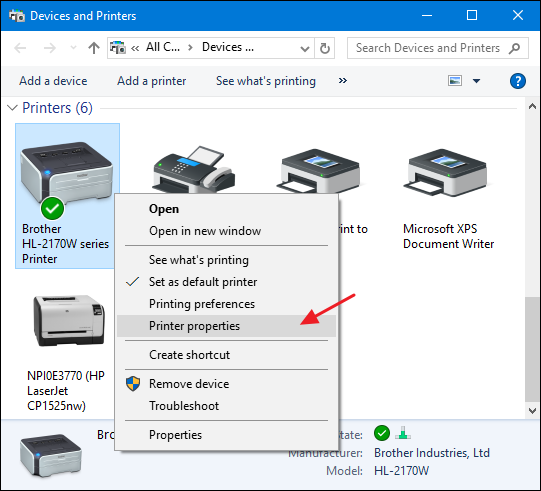 Devices and Printers
« All C... › Devices ...
Search Devices and Printers
Add a device
Add a printer
See what's printing
»
?
Printers (6)
Brother
HL-2170W series
Printer
int to
Microsoft XPS
Document Writer
Open
Open in new window
See what's printing
Set as default printer
Printing preferences
Printer properties
Create shortcut
Remove device
Troubleshoot
Properties
NPI0E3770 (HP
LaserJet
CP1525nw)
Br
State:
Manufacturer: Brother Industries, Ltd
Model: HL-2170W